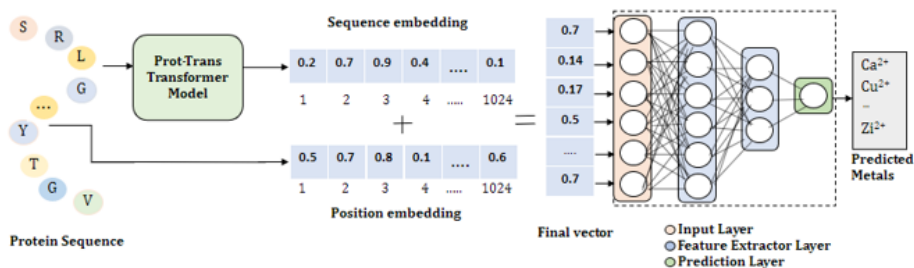 S
R
L
G
...
Y
T
G
V
Protein Sequence
Prot-Trans
Transformer
Model
Sequence embedding
0.2 0.7 0.9 0.4 .... 0.1
1 2 3 4 ..... 1024
+
=
0.5 0.7 0.8 0.1 .... 0.6
1 2 3 4 ..... 1024
Position embedding
0.7
0.14
0.17
0.5
....
0.7
Final vector
Ca²⁺
Cu²⁺
–
Zi²⁺
Predicted
Metals
Input Layer
Feature Extractor Layer
Prediction Layer